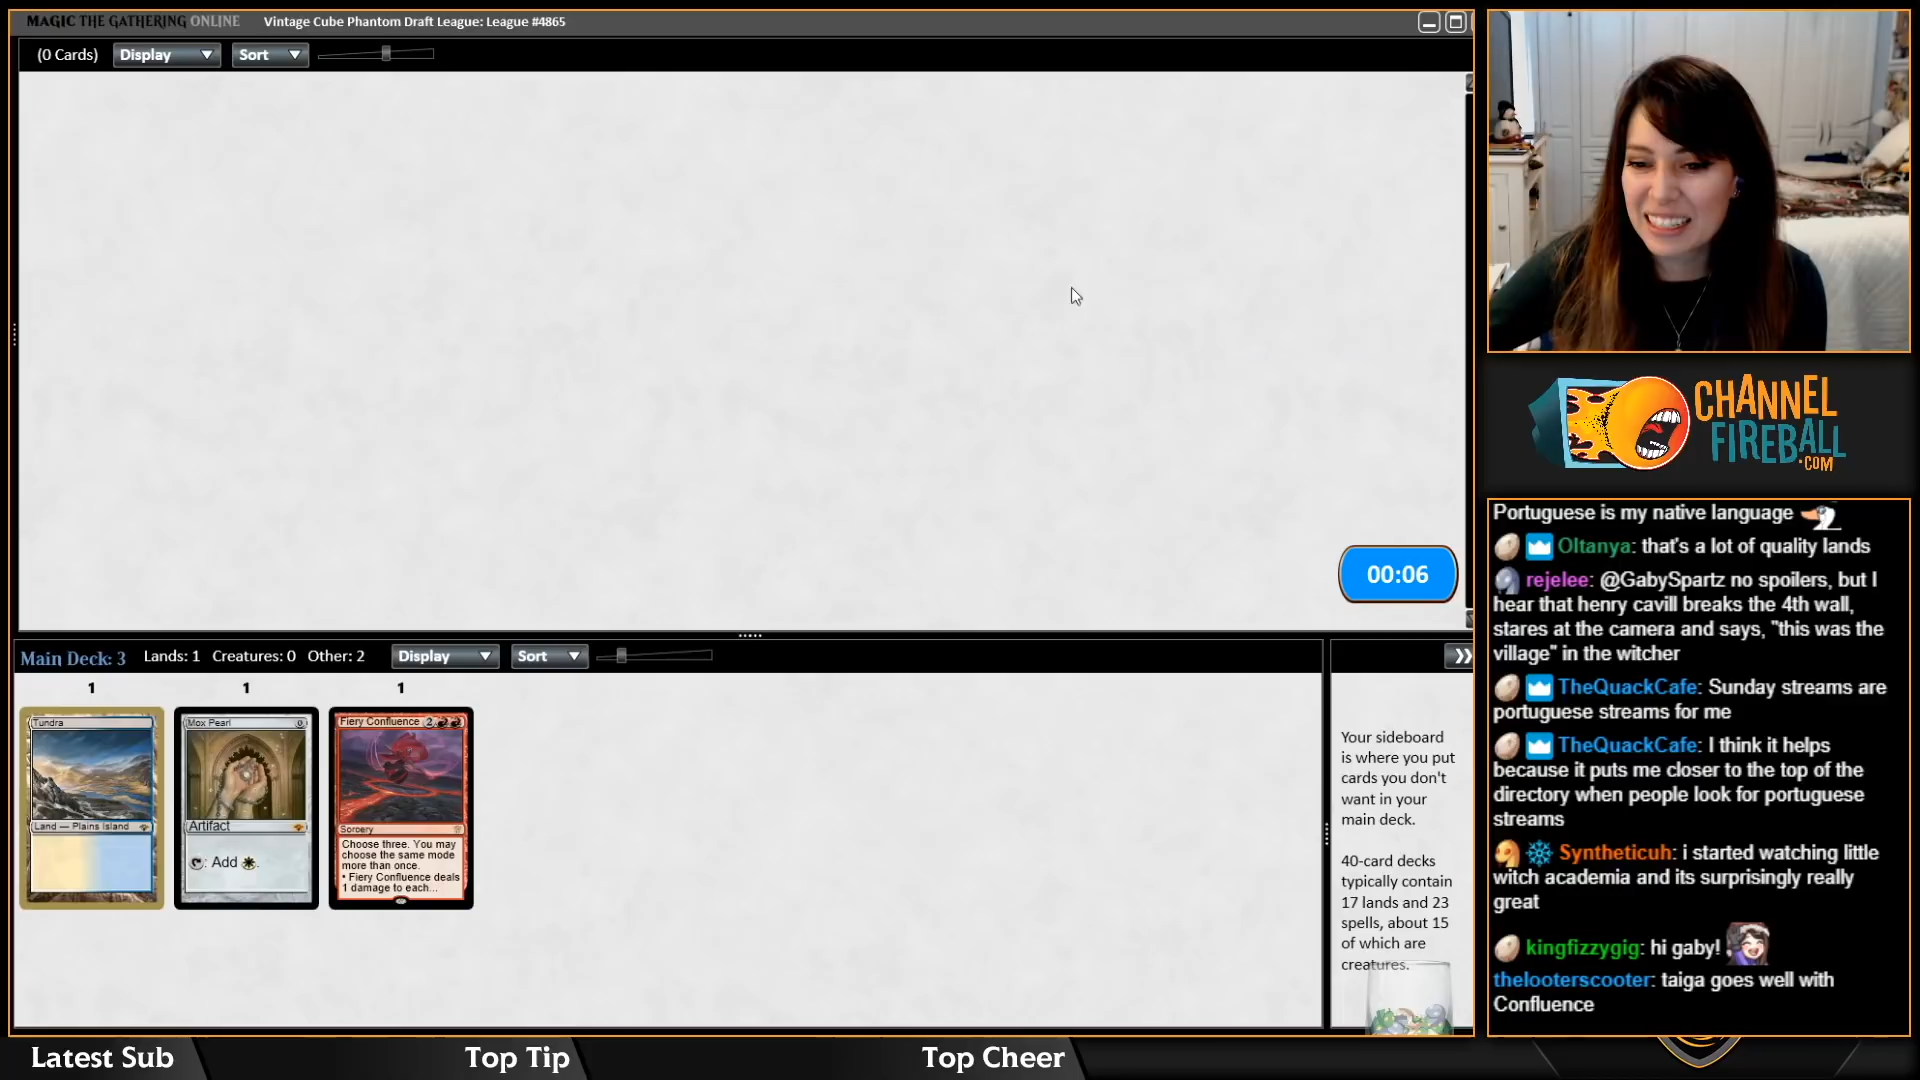 MAGIC THE GATHERING ONLINE
Vintage Cube Phantom Draft League: League #4865
(0 Cards)
Display
Sort
00:06
Main Deck: 3
Lands: 1
Creatures: 0
Other: 2
Display
Sort
1
1
1
Tundra
Land — Plains Island
Mox Pearl
0
Artifact
: Add
Fiery Confluence
2
Sorcery
Choose three. You may
choose the same mode
more than once.
• Fiery Confluence deals
1 damage to each...
Your sideboard
is where you put
cards you don't
want in your
main deck.
40-card decks
typically contain
17 lands and 23
spells, about 15
of which are
creatures.
CHANNEL
FIREBALL
.COM
Portuguese is my native language
Oltanya: that's a lot of quality lands
rejelee: @GabySpartz no spoilers, but I
hear that henry cavill breaks the 4th wall,
stares at the camera and says, "this was the
village" in the witcher
TheQuackCafe: Sunday streams are
portuguese streams for me
TheQuackCafe: I think it helps
because it puts me closer to the top of the
directory when people look for portuguese
streams
Syntheticuh: i started watching little
witch academia and its surprisingly really
great
kingfizzygig: hi gaby!
thelooterscooter: taiga goes well with
Confluence
Latest Sub
Top Tip
Top Cheer